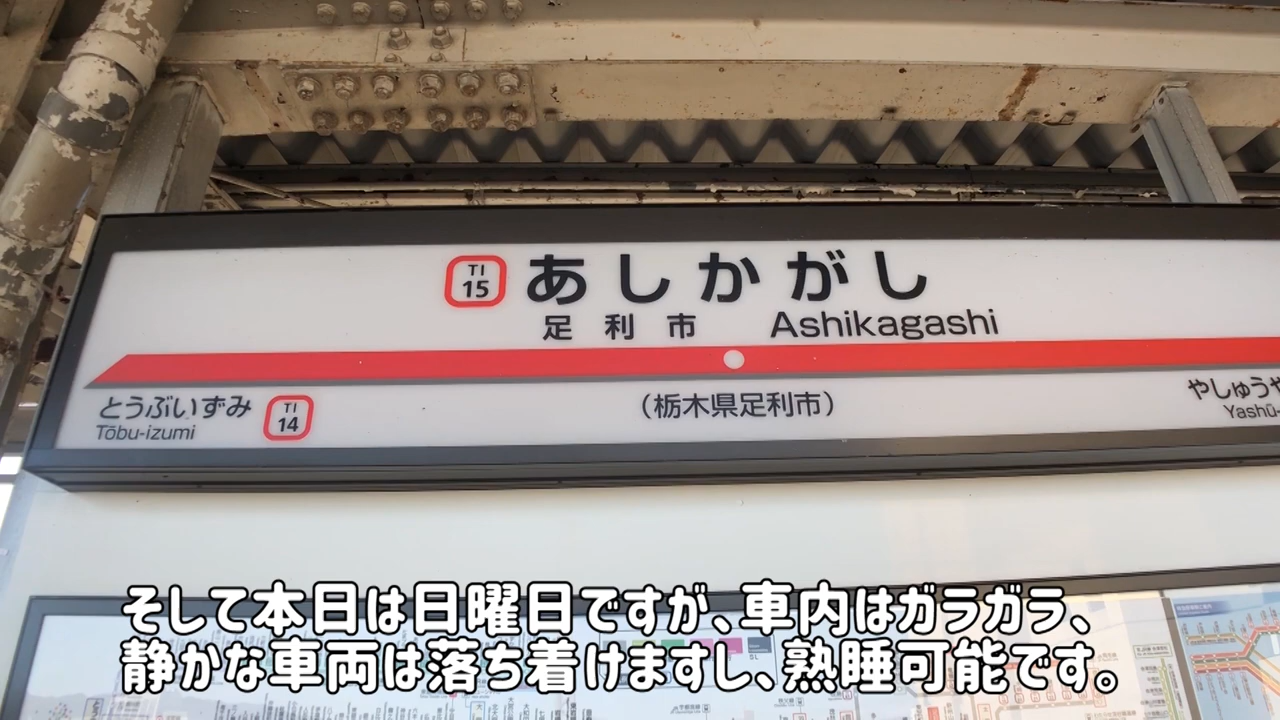 TI
15
あしかがし
足利市 Ashikagashi
とうぶいずみ
Tōbu-izumi
TI
14
（栃木県足利市）
やしゅう
Yashū-
そして本日は日曜日ですが、車内はガラガラ、
静かな車両は落ち着けますし、熟睡可能です。